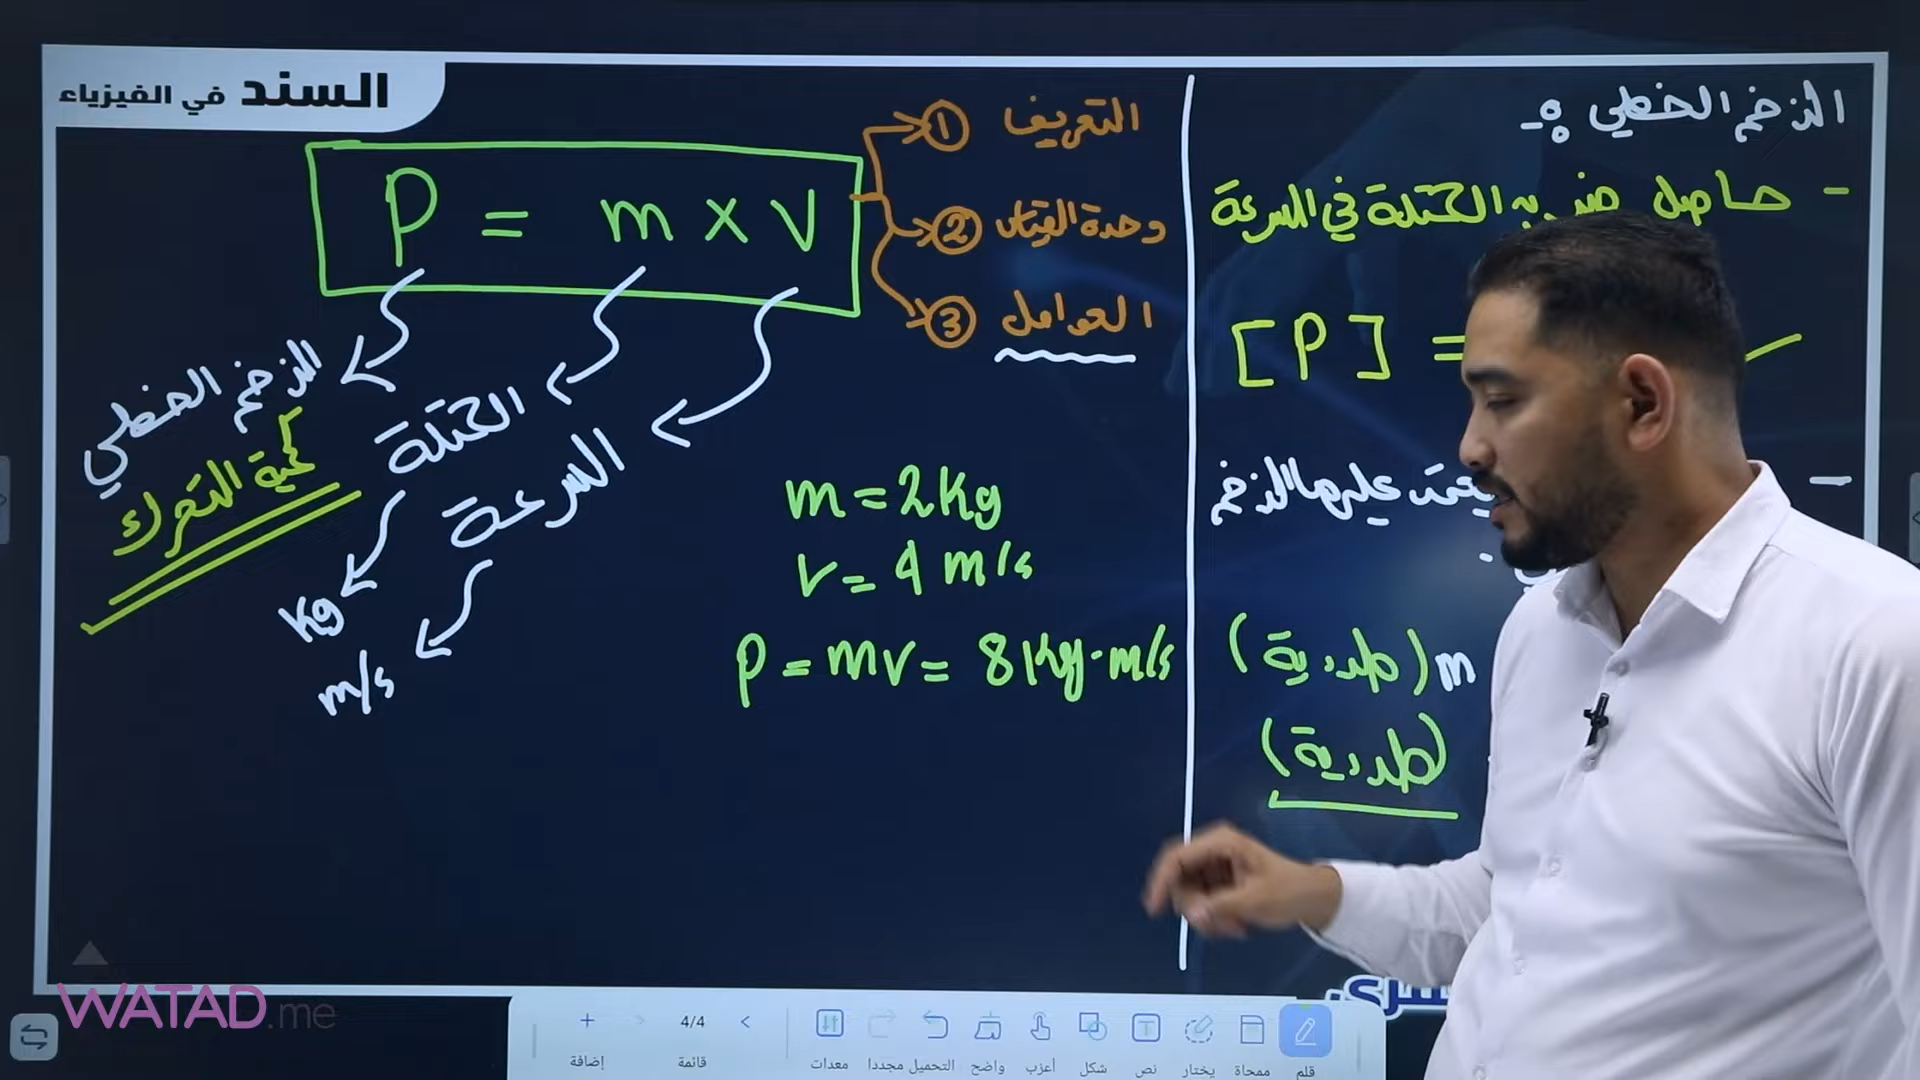 السند في الفيزياء
الزخم الخطي :-
- حاصل ضرب الكتلة في السرعة
[P] =
يعتمد عليها الزخم
m (طردية)
(طردية)
P = m x v
① التعريف
② وحدة القياس
③ العوامل
الزخم الخطي
كمية التحرك
الكتلة
السرعة
Kg
m/s
m = 2 Kg
v = 4 m/s
P = mv = 8 Kg·m/s
WATAD.me
إضافة
4/4
قائمة
معدات
التحميل مجددا
واضح
أعزب
شكل
نص
يختار
ممحاة
قلم